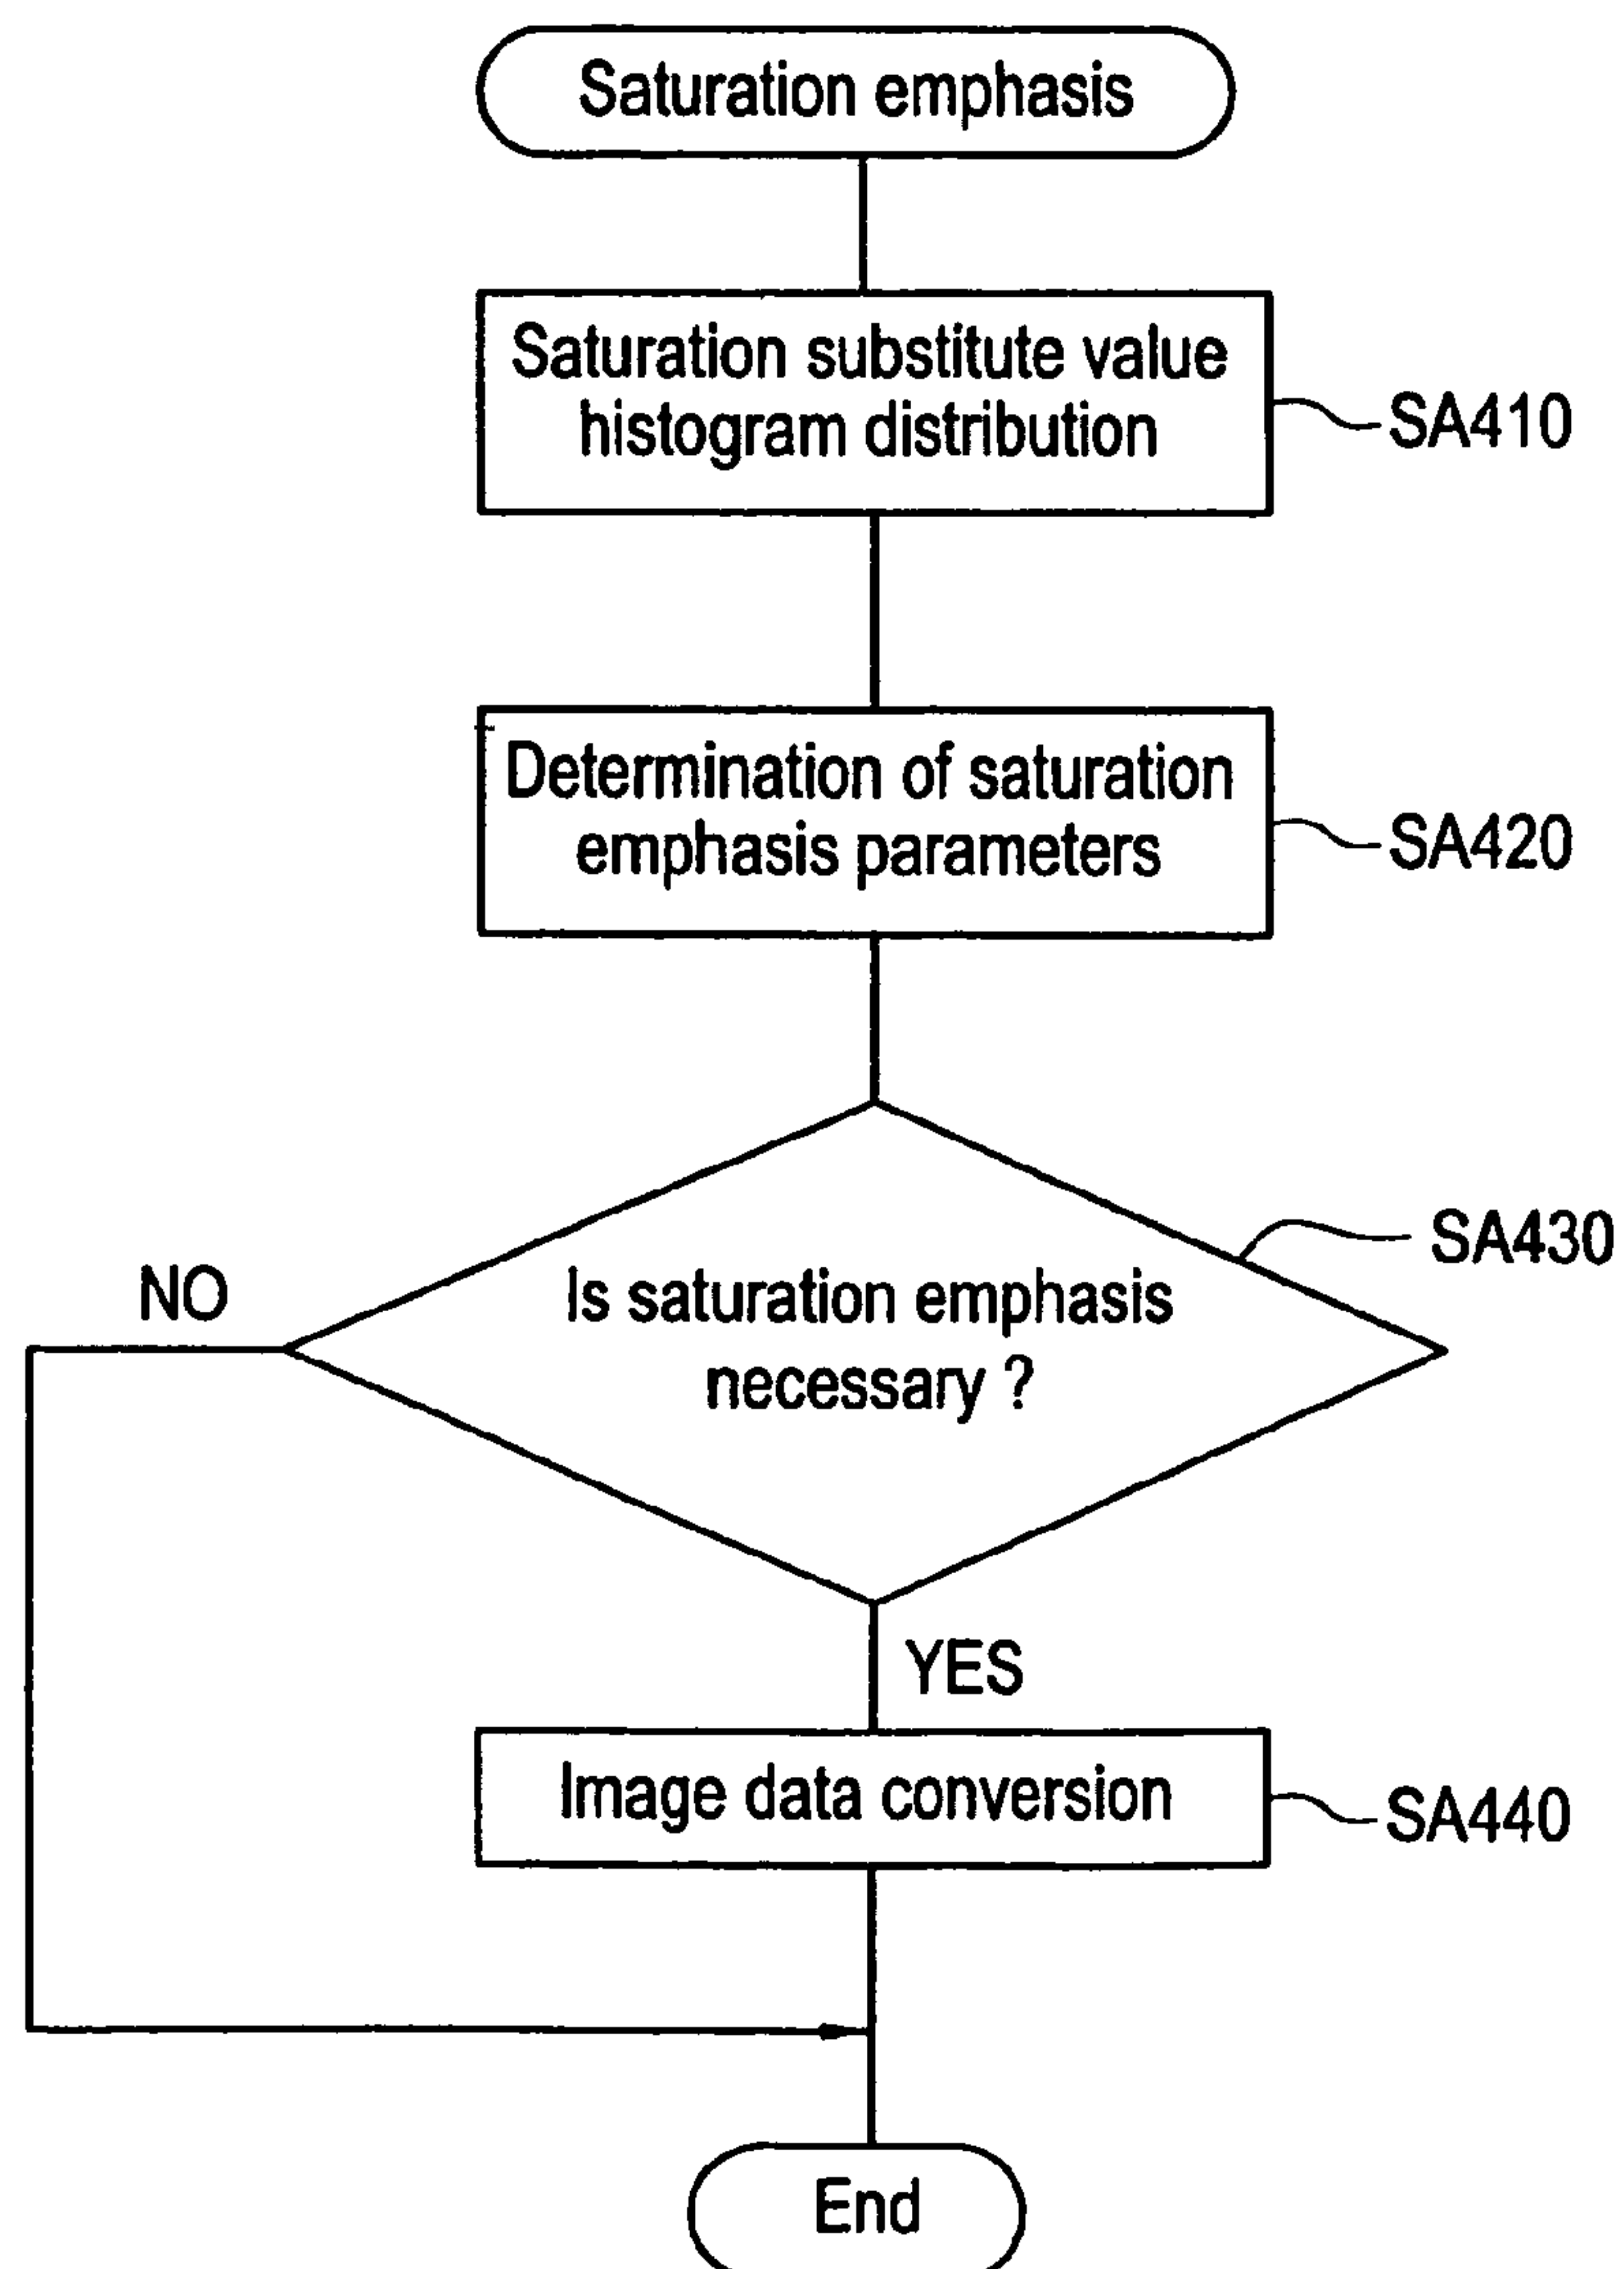 Saturation emphasis
Saturation substitute value
histogram distribution
SA410
Determination of saturation
emphasis parameters
SA420
SA430
NO
Is saturation emphasis
necessary ?
YES
Image data conversion
SA440
End